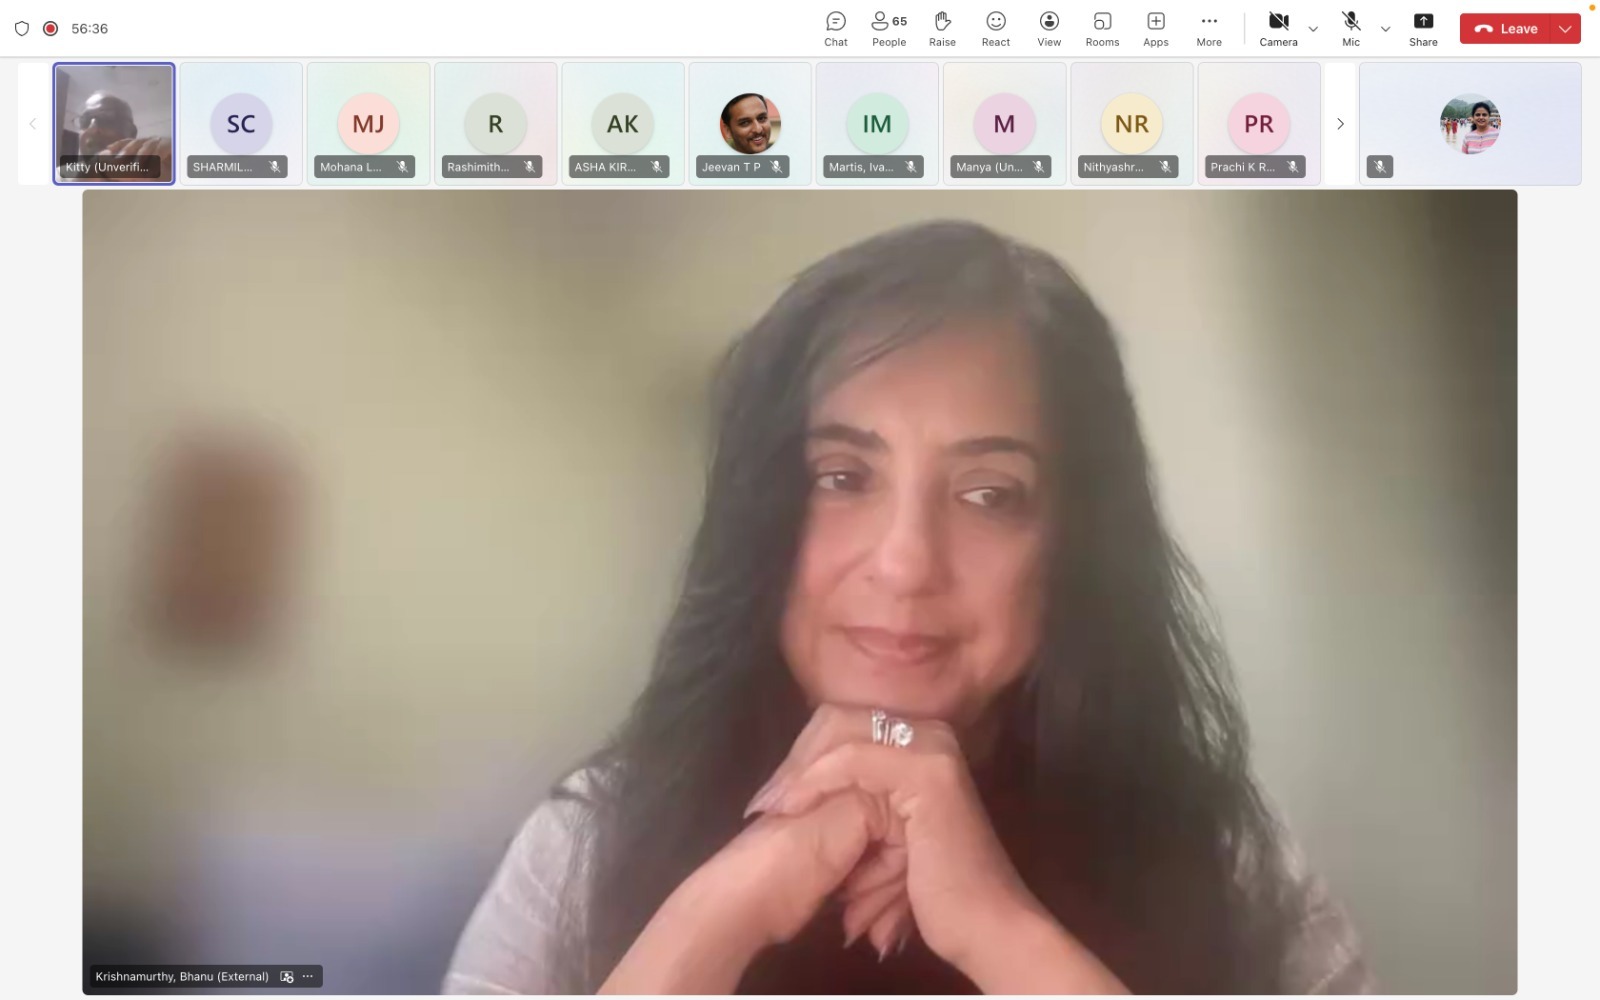 56:36
Chat
65
People
Raise
React
View
Rooms
Apps
More
Camera
Mic
Share
Leave
Kitty (Unverifi...
SC
SHARMIL...
MJ
Mohana L...
R
Rashimith...
AK
ASHA KIR...
Jeevan T P
IM
Martis, Iva...
M
Manya (Un...
NR
Nithyashr...
PR
Prachi K R...
Krishnamurthy, Bhanu (External)